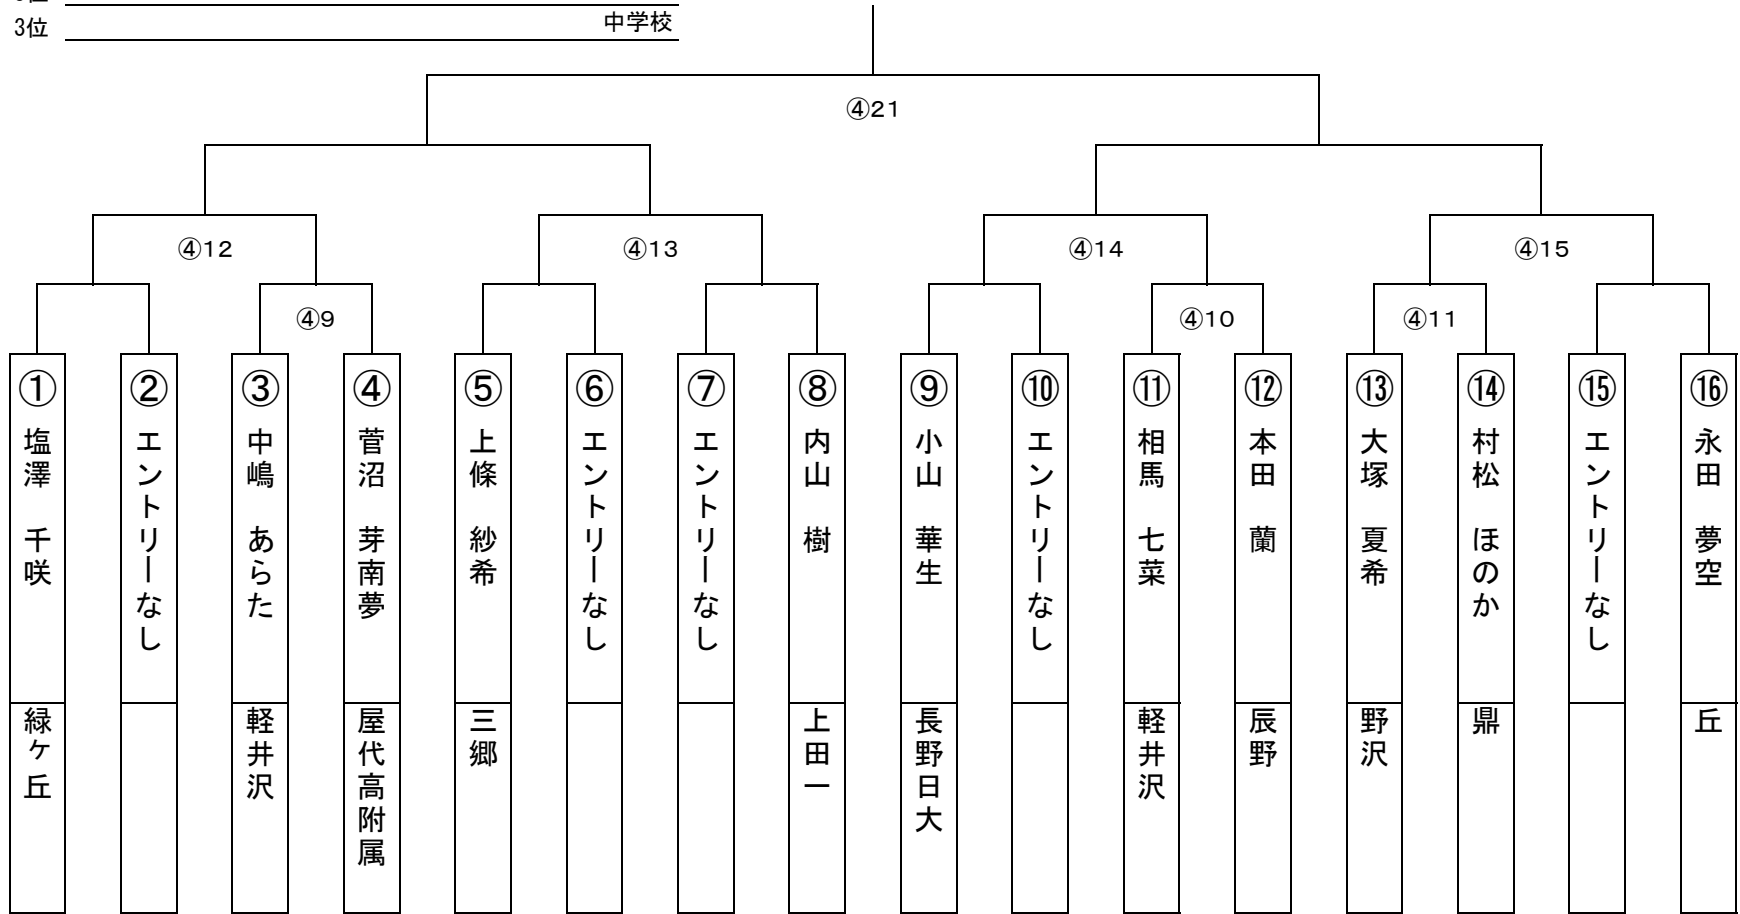 3位
中学校
④21
④12
④13
④14
④15
④9
④10
④11
① 塩澤 千咲 緑ケ丘
② エントリーなし
③ 中嶋 あらた 軽井沢
④ 菅沼 芽南夢 屋代高附属
⑤ 上條 紗希 三郷
⑥ エントリーなし
⑦ エントリーなし
⑧ 内山 樹 上田一
⑨ 小山 華生 長野日大
⑩ エントリーなし
⑪ 相馬 七菜 軽井沢
⑫ 本田 蘭 辰野
⑬ 大塚 夏希 野沢
⑭ 村松 ほのか 鼎
⑮ エントリーなし
⑯ 永田 夢空 丘